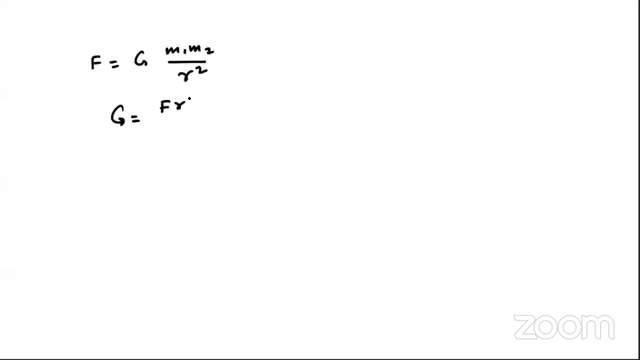 F = G m₁m₂/r²
G = Fr
zoom